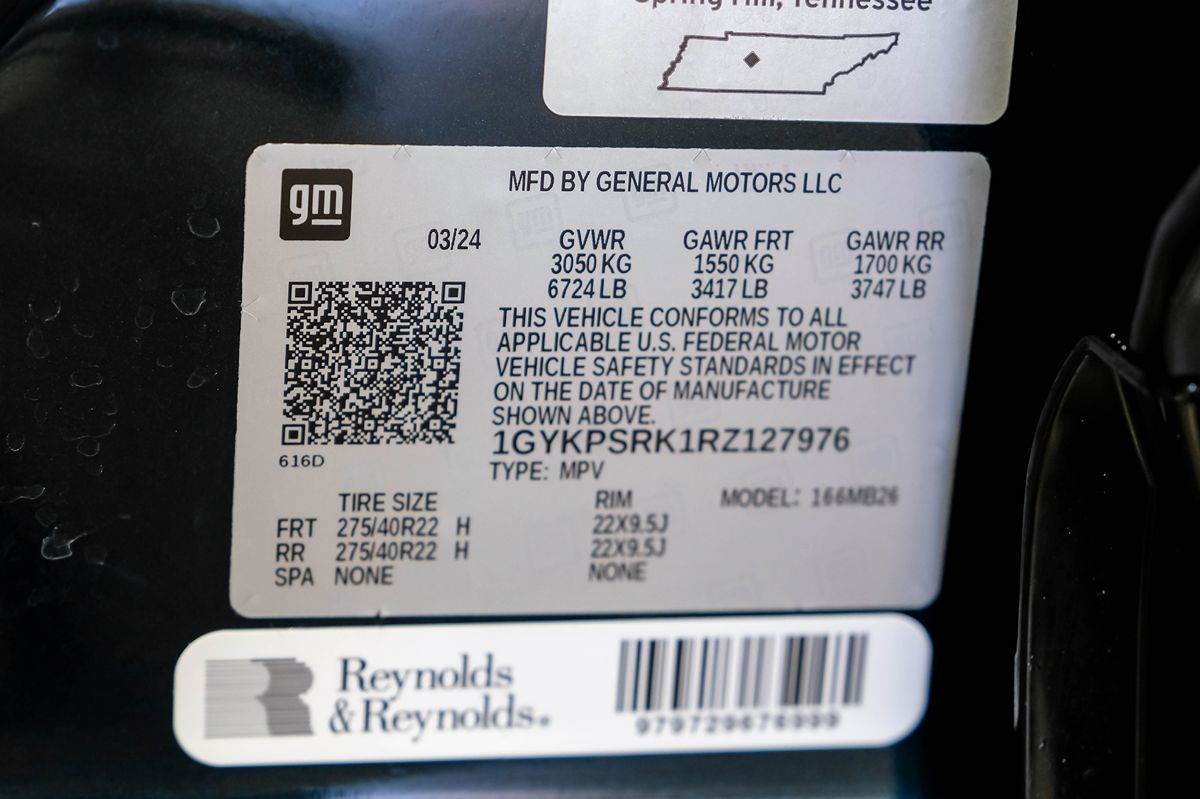 Spring Hill, Tennessee
gm
MFD BY GENERAL MOTORS LLC
03/24 GVWR GAWR FRT GAWR RR
3050 KG 1550 KG 1700 KG
6724 LB 3417 LB 3747 LB
THIS VEHICLE CONFORMS TO ALL
APPLICABLE U.S. FEDERAL MOTOR
VEHICLE SAFETY STANDARDS IN EFFECT
ON THE DATE OF MANUFACTURE
SHOWN ABOVE.
1GYKPSRK1RZ127976
616D
TYPE: MPV
TIRE SIZE RIM MODEL: 166MB26
FRT 275/40R22 H 22X9.5J
RR 275/40R22 H 22X9.5J
SPA NONE NONE
Reynolds
& Reynolds.